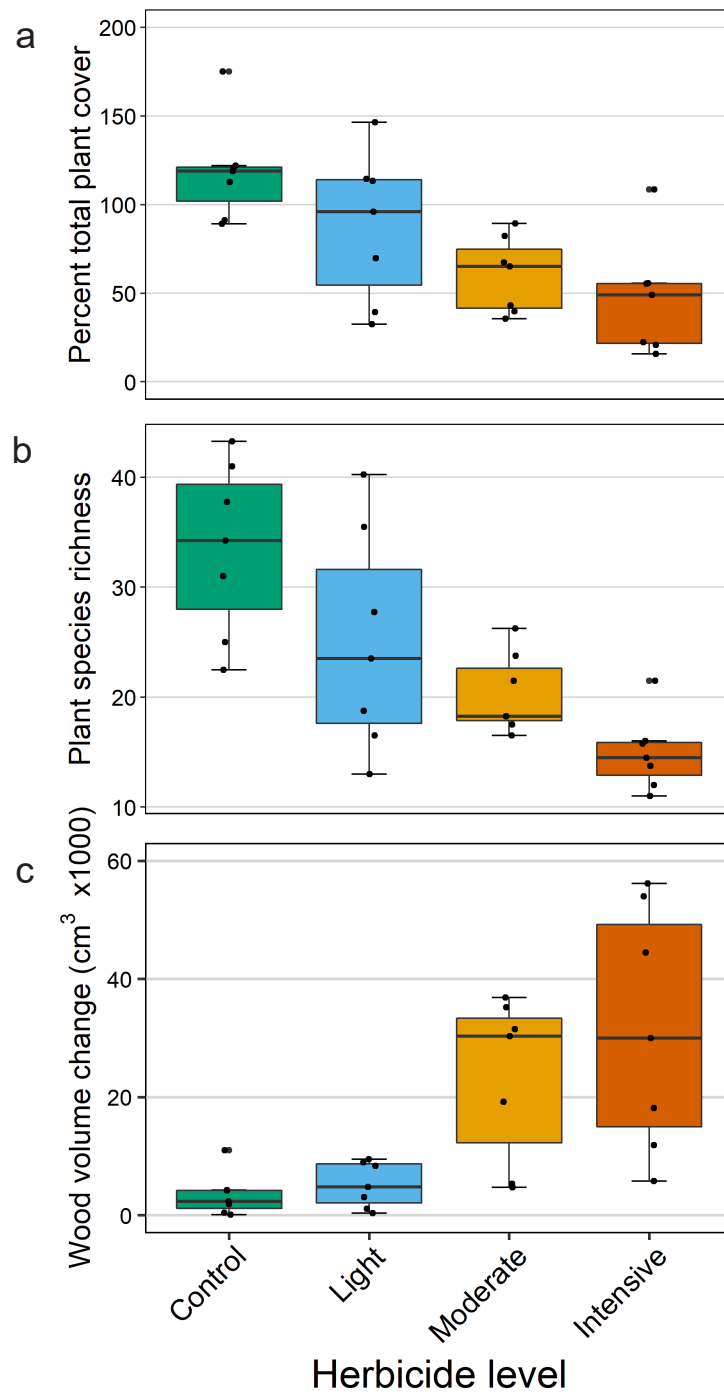 a
Percent total plant cover
200
150
100
50
0
b
Plant species richness
40
30
20
10
c
Wood volume change (cm³ x1000)
60
40
20
0
Control
Light
Moderate
Intensive
Herbicide level